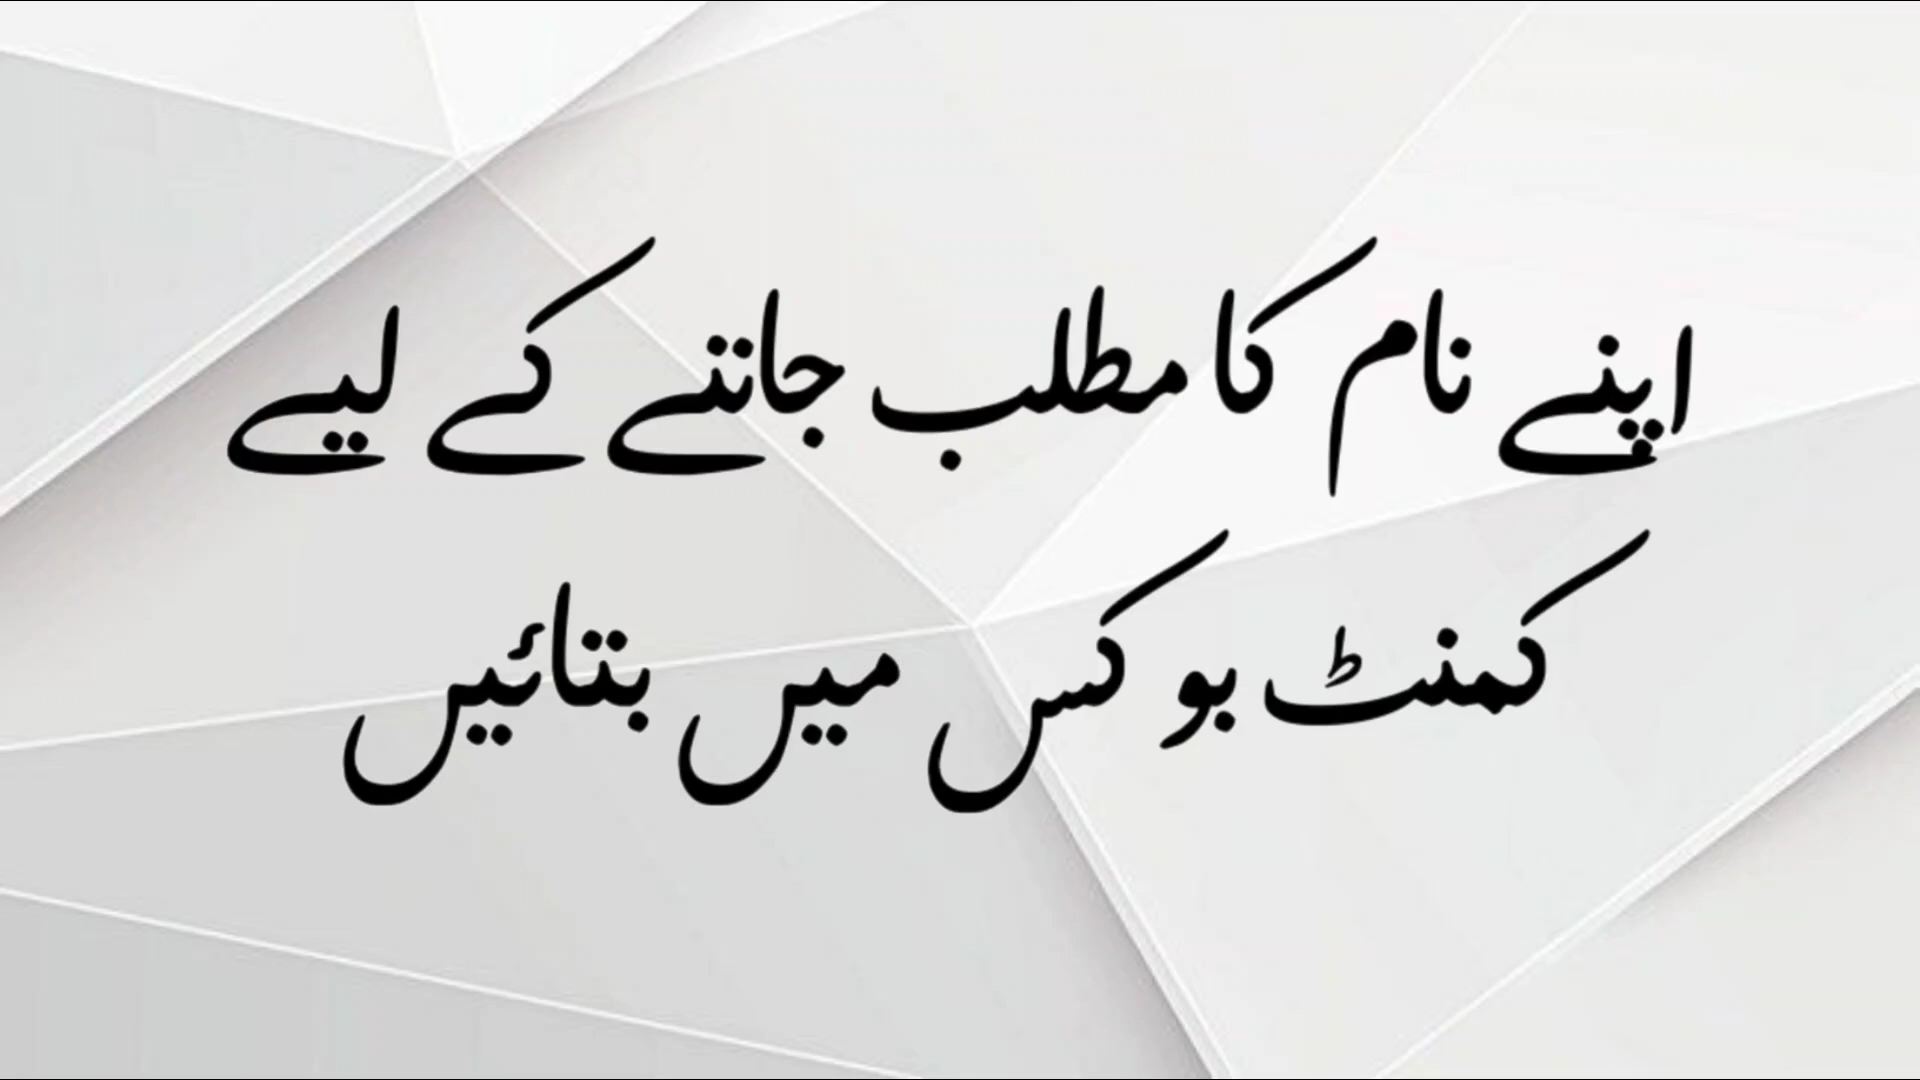 اپنے نام کا مطلب جاننے کے لیے
کمنٹ بوکس میں بتائیں